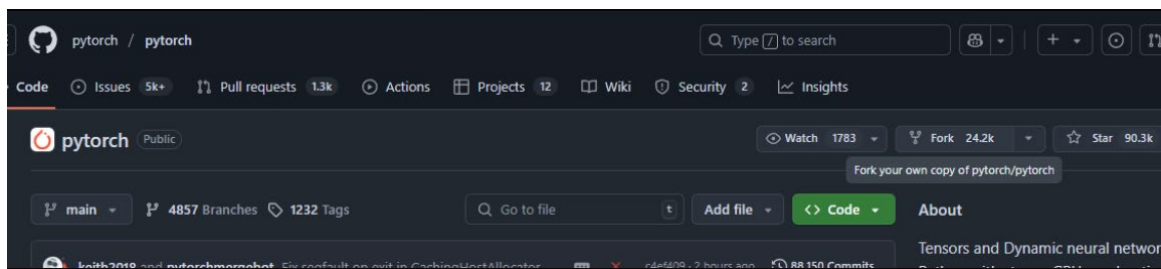 pytorch / pytorch Type / to search
Code Issues 5k+ Pull requests 1.3k Actions Projects 12 Wiki Security 2 Insights
pytorch Public Watch 1783 Fork 24.2k Star 90.3k
Fork your own copy of pytorch/pytorch
main 4857 Branches 1232 Tags Go to file t Add file Code About
Tensors and Dynamic neural networ
keith2018 and pytorchmergebot Fix segfault on exit in CachingHostAllocator c4ef409 · 2 hours ago 88,150 Commits